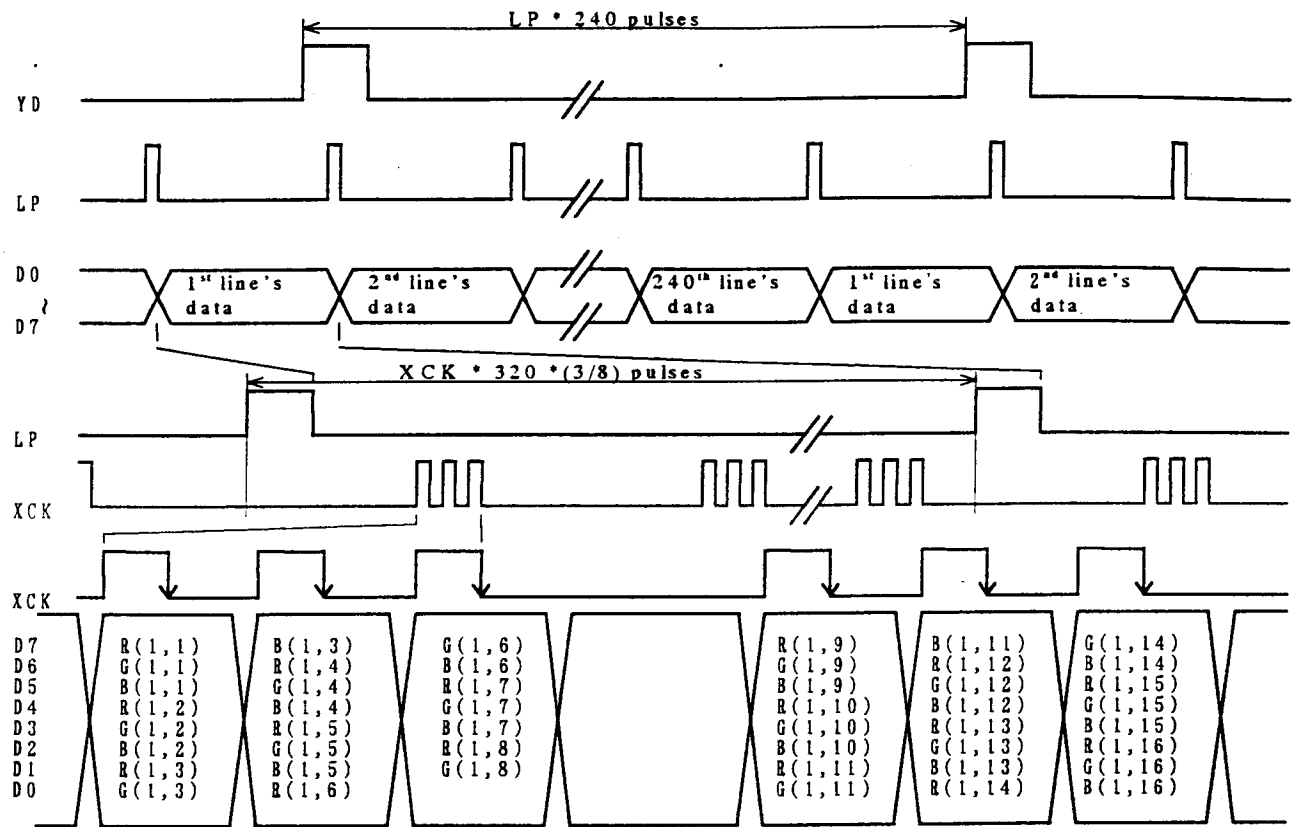 LP * 240 pulses
YD
LP
D0 1st line's 2nd line's 240th line's 1st line's 2nd line's
~ data data data data data
D7
XCK * 320 *(3/8) pulses
LP
XCK
XCK
D7 R(1,1) B(1,3) G(1,6) R(1,9) B(1,11) G(1,14)
D6 G(1,1) R(1,4) B(1,6) G(1,9) R(1,12) B(1,14)
D5 B(1,1) G(1,4) R(1,7) B(1,9) G(1,12) R(1,15)
D4 R(1,2) B(1,4) G(1,7) R(1,10) B(1,12) G(1,15)
D3 G(1,2) R(1,5) B(1,7) G(1,10) R(1,13) B(1,15)
D2 B(1,2) G(1,5) R(1,8) B(1,10) G(1,13) R(1,16)
D1 R(1,3) B(1,5) G(1,8) R(1,11) B(1,13) G(1,16)
D0 G(1,3) R(1,6) G(1,11) R(1,14) B(1,16)